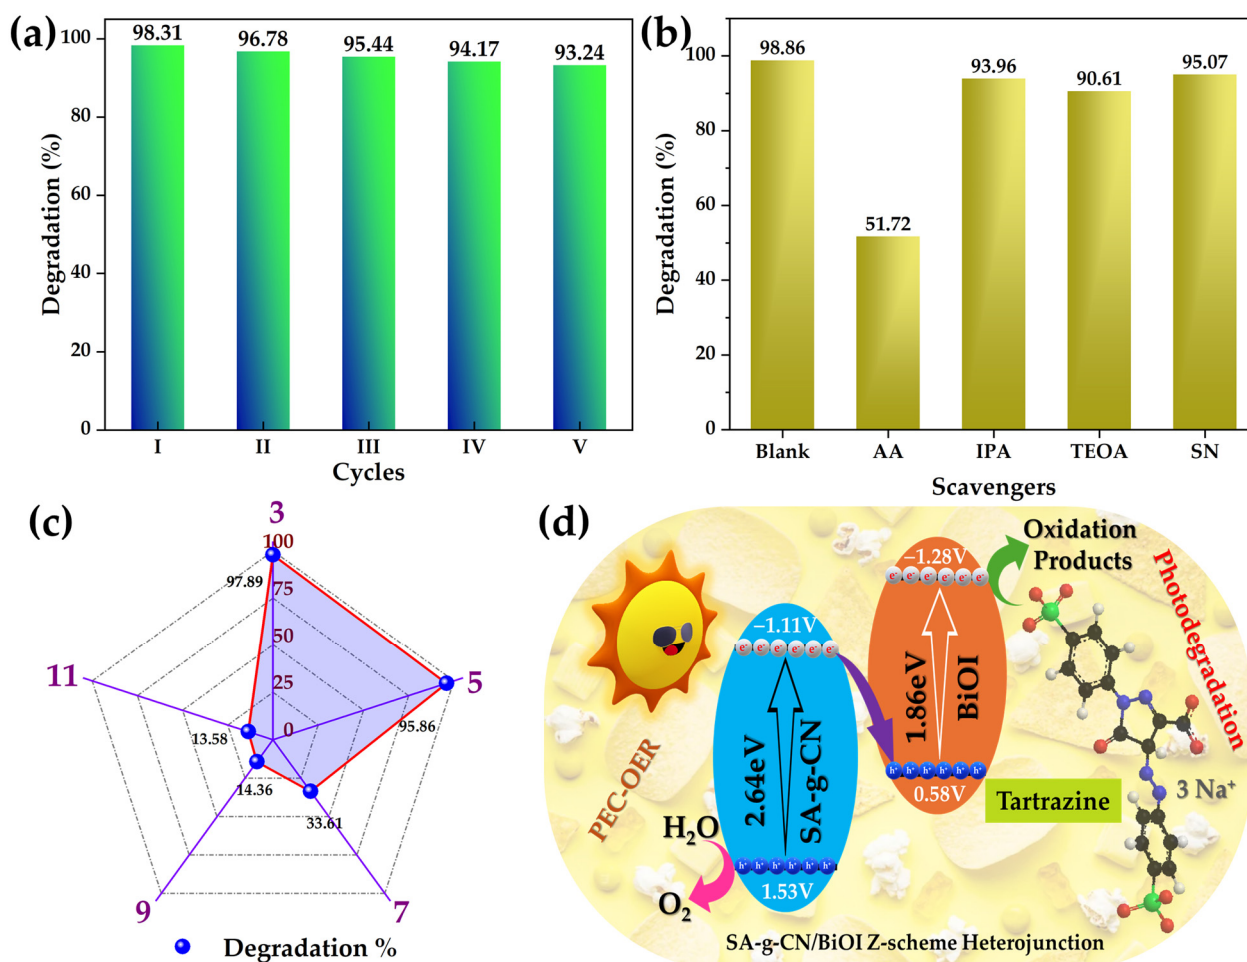 (a)
Degradation (%)
100
80
60
40
20
0
98.31
96.78
95.44
94.17
93.24
I
II
III
IV
V
Cycles
(b)
Degradation (%)
100
80
60
40
20
0
98.86
51.72
93.96
90.61
95.07
Blank
AA
IPA
TEOA
SN
Scavengers
(c)
3
100
75
50
25
0
97.89
5
95.86
33.61
7
14.36
9
13.58
11
Degradation %
(d)
Oxidation
Products
Photodegradation
−1.28V
e⁻ e⁻ e⁻ e⁻ e⁻ e⁻
1.86eV
BiOI
h⁺ h⁺ h⁺ h⁺ h⁺ h⁺
0.58V
−1.11V
e⁻ e⁻ e⁻ e⁻ e⁻ e⁻
2.64eV
SA-g-CN
h⁺ h⁺ h⁺ h⁺ h⁺ h⁺
1.53V
PEC-OER
H₂O
O₂
Tartrazine
3 Na⁺
SA-g-CN/BiOI Z-scheme Heterojunction